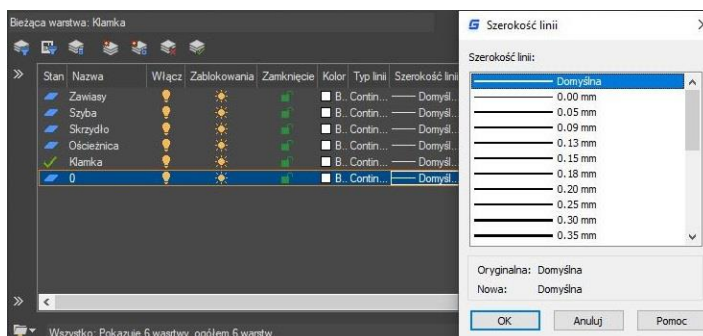 Bieżąca warstwa: Klamka
Stan Nazwa Włącz Zablokowania Zamknięcie Kolor Typ linii Szerokość linii
Zawiasy B.. Contin... Domyśl...
Szyba B.. Contin... Domyśl...
Skrzydło B.. Contin... Domyśl...
Ościeżnica B.. Contin... Domyśl...
Klamka B.. Contin... Domyśl...
0 B.. Contin... Domyśl...
Wszystko: Pokazuje 6 wasrtwy, ogółem 6 warstw
Szerokość linii
Szerokość linii:
Domyślna
0.00 mm
0.05 mm
0.09 mm
0.13 mm
0.15 mm
0.18 mm
0.20 mm
0.25 mm
0.30 mm
0.35 mm
Oryginalna: Domyślna
Nowa: Domyślna
OK Anuluj Pomoc